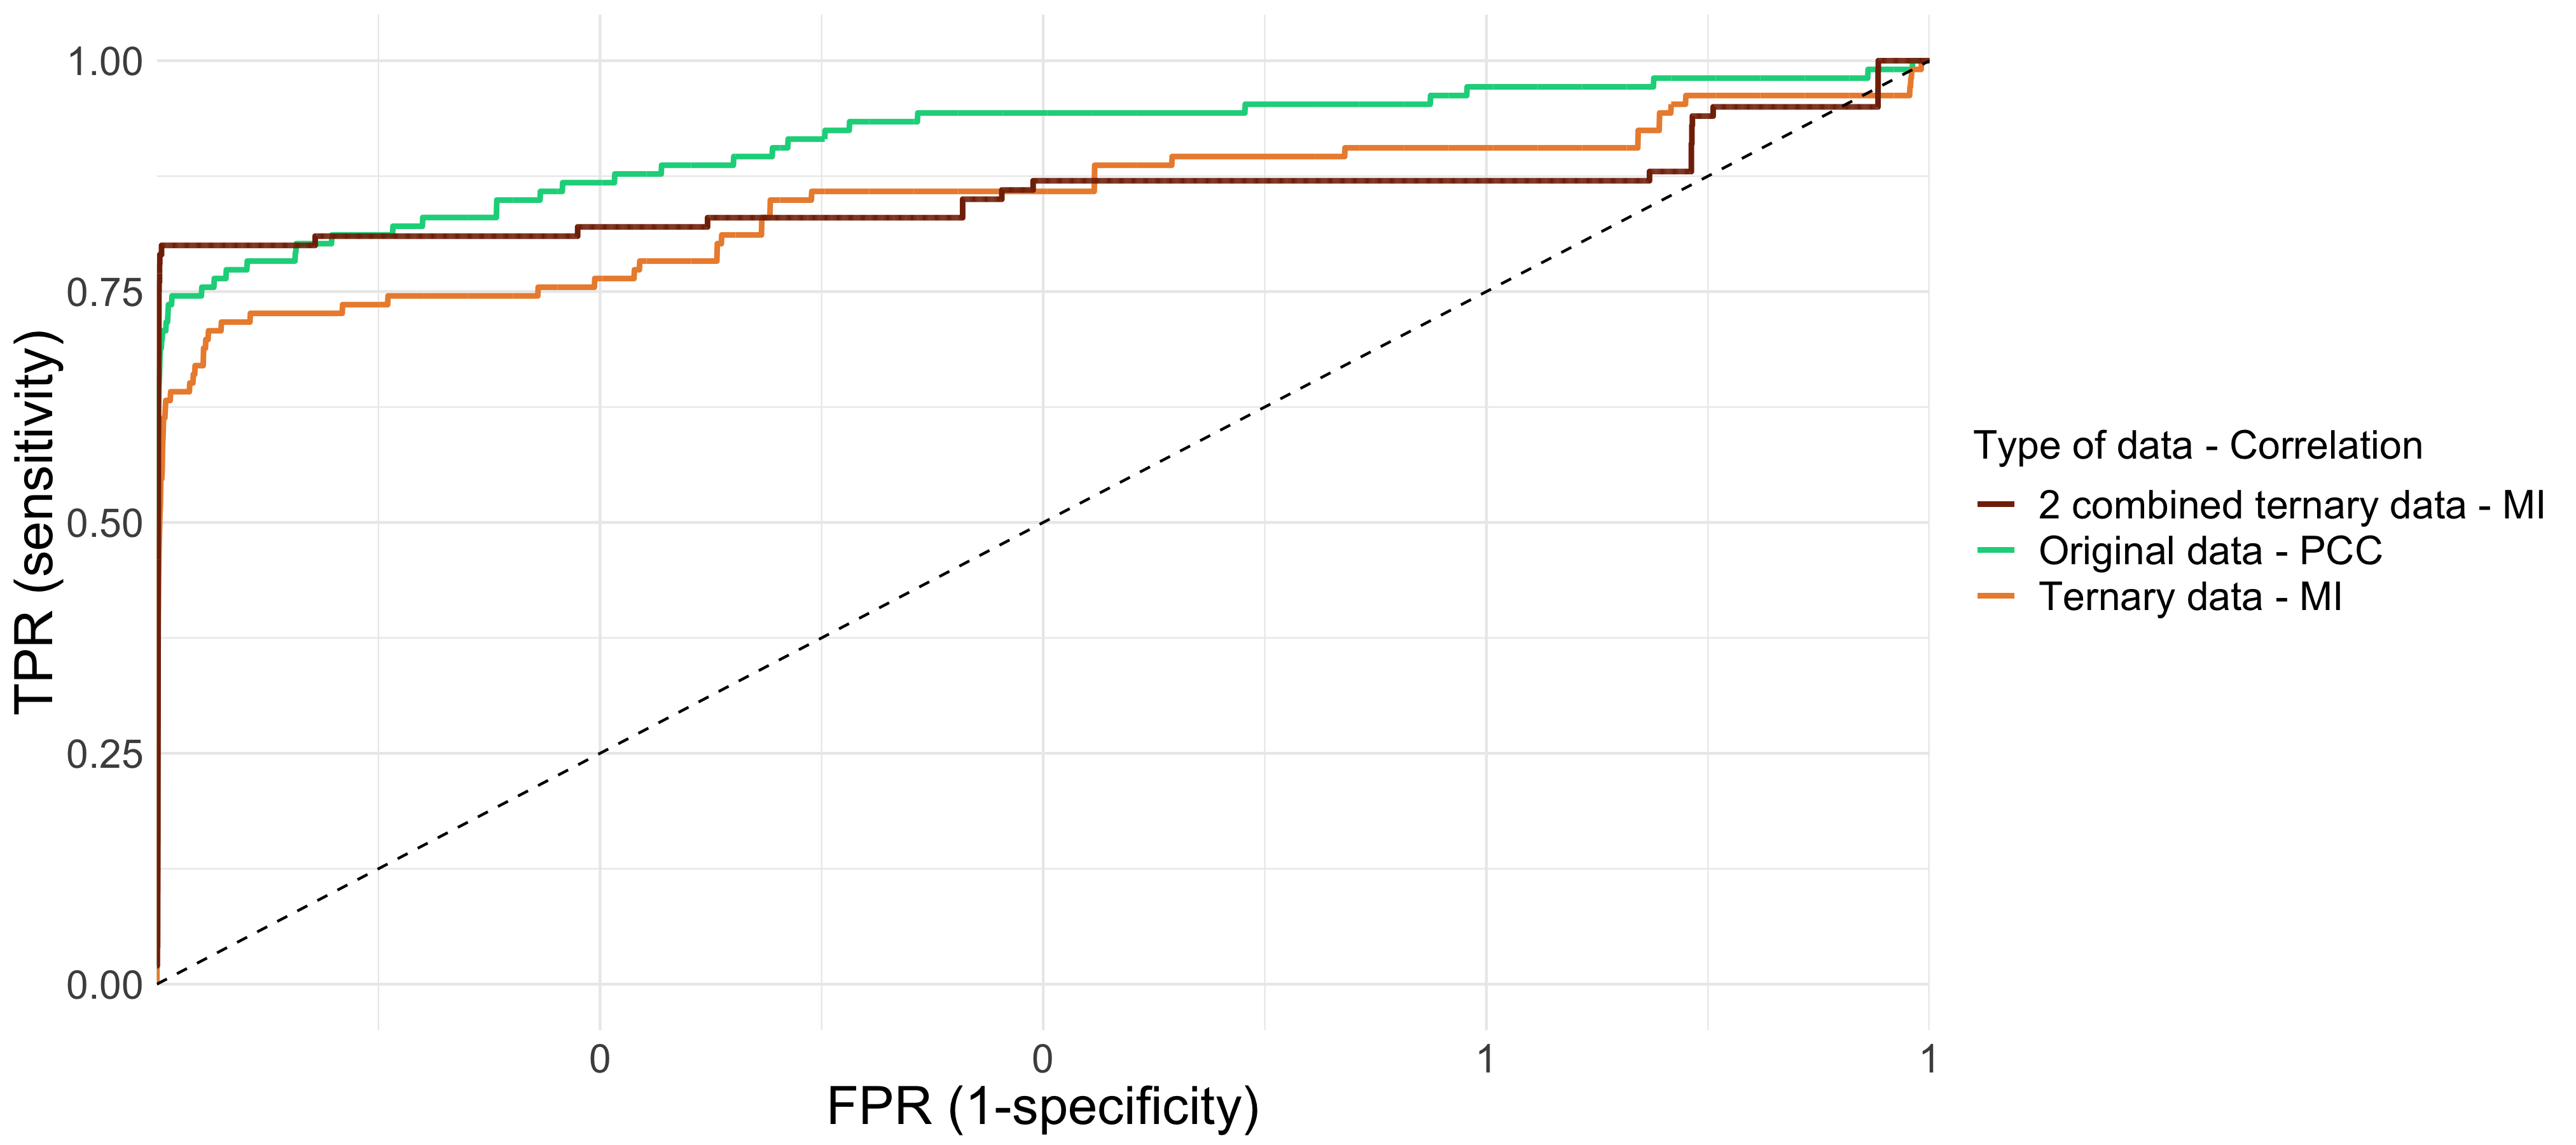 1.00
0.75
0.50
0.25
0.00
TPR (sensitivity)
0
0
1
1
FPR (1-specificity)
Type of data - Correlation
2 combined ternary data - MI
Original data - PCC
Ternary data - MI